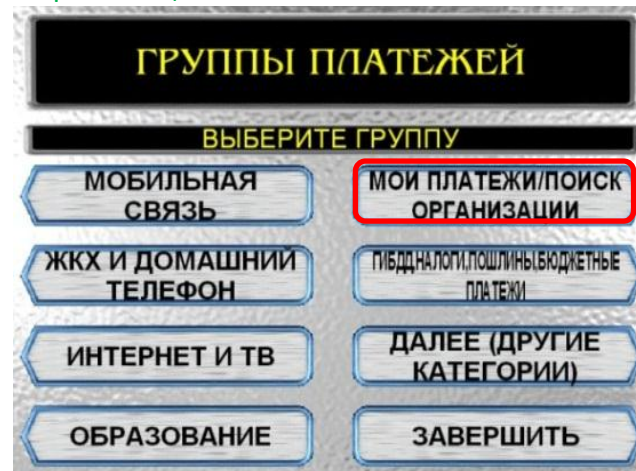 ГРУППЫ ПЛАТЕЖЕЙ
ВЫБЕРИТЕ ГРУППУ
МОБИЛЬНАЯ
СВЯЗЬ
МОИ ПЛАТЕЖИ/ПОИСК
ОРГАНИЗАЦИИ
ЖКХ И ДОМАШНИЙ
ТЕЛЕФОН
ГИБДД,НАЛОГИ,ПОШЛИНЫ,БЮДЖЕТНЫЕ
ПЛАТЕЖИ
ИНТЕРНЕТ И ТВ
ДАЛЕЕ (ДРУГИЕ
КАТЕГОРИИ)
ОБРАЗОВАНИЕ
ЗАВЕРШИТЬ